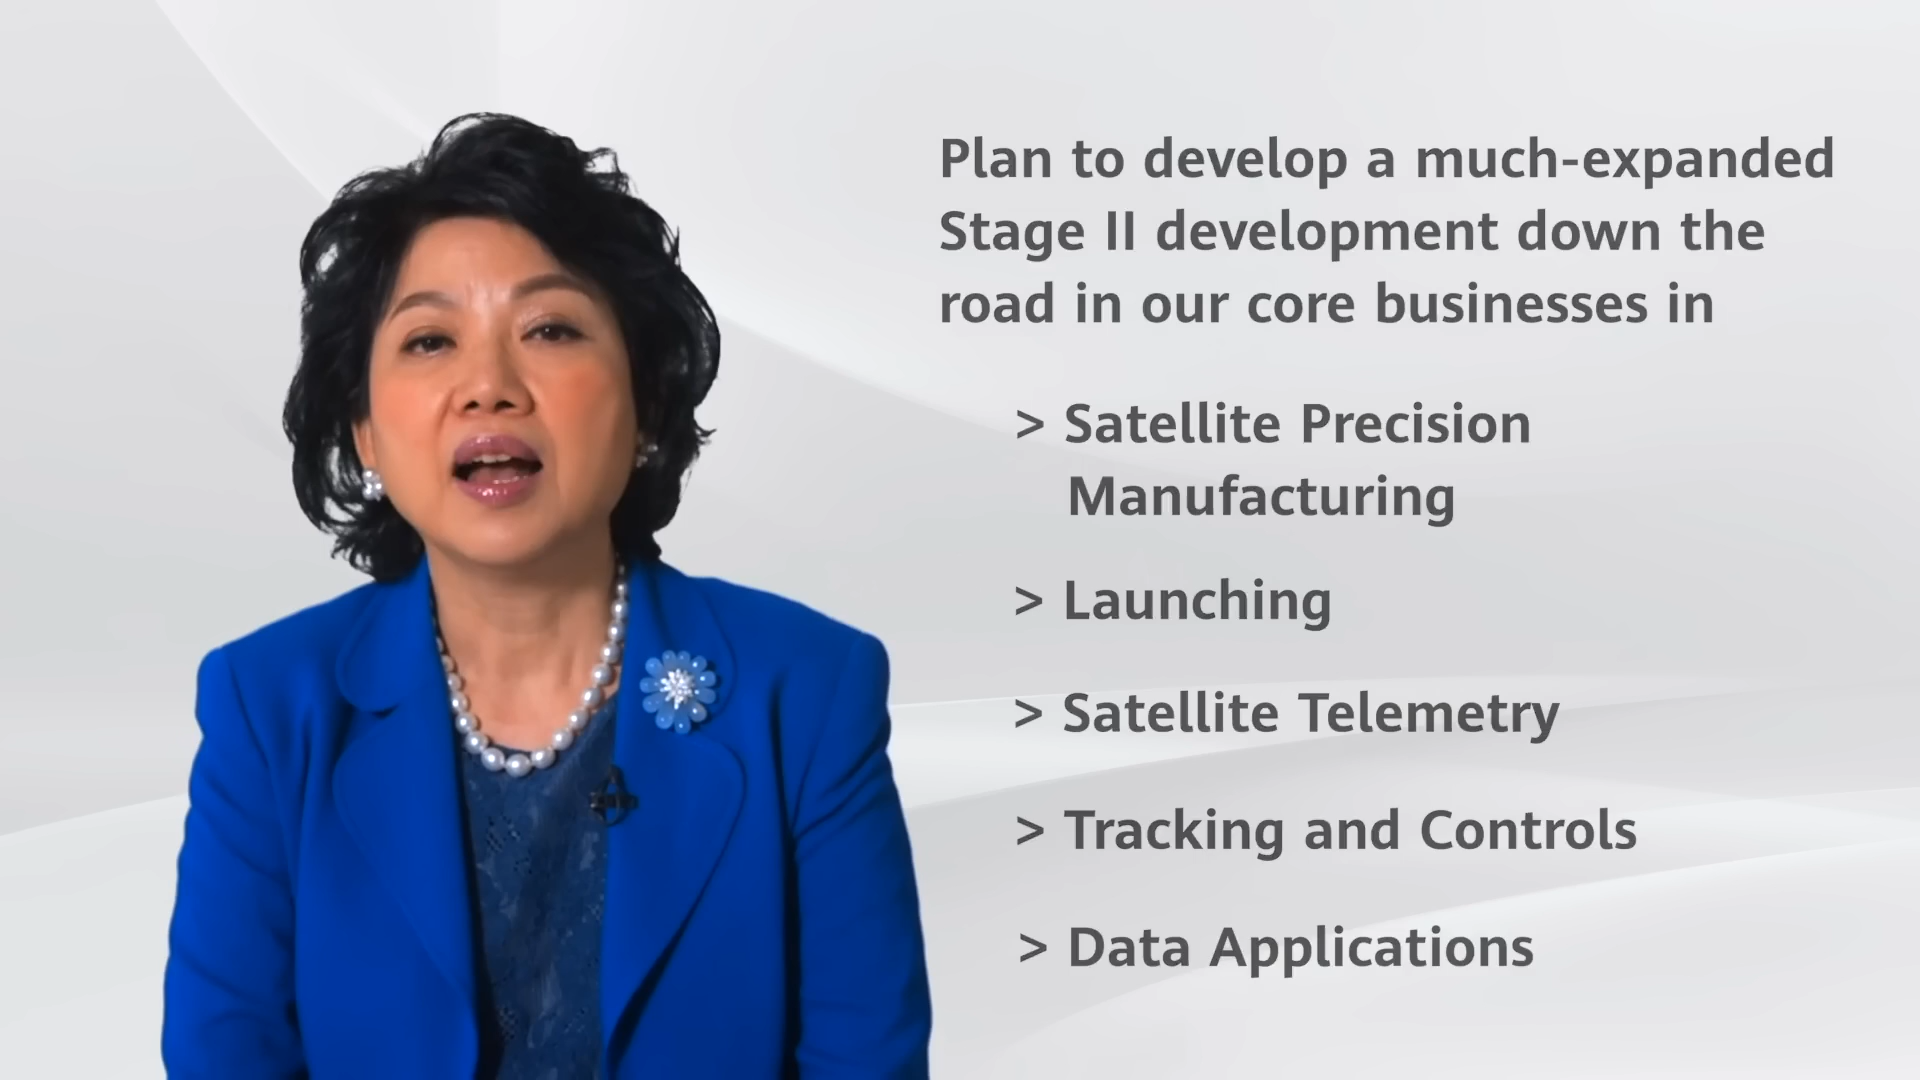 Plan to develop a much-expanded
Stage II development down the
road in our core businesses in
> Satellite Precision
Manufacturing
> Launching
> Satellite Telemetry
> Tracking and Controls
> Data Applications